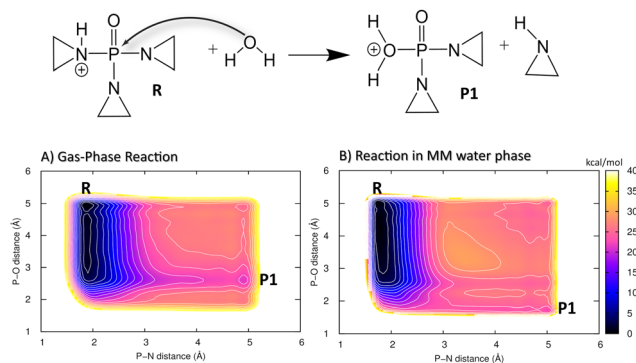 O
H
N
P
N
⊕
N
R
+
O
H H
H
O
⊕
O
P
N
H
N
P1
+
H
N
A) Gas-Phase Reaction
B) Reaction in MM water phase
kcal/mol
R
P1
P−O distance (Å)
6
5
4
3
2
1
1 2 3 4 5 6
P−N distance (Å)
R
P1
P−O distance (Å)
6
5
4
3
2
1
1 2 3 4 5 6
P−N distance (Å)
40
35
30
25
20
15
10
5
0